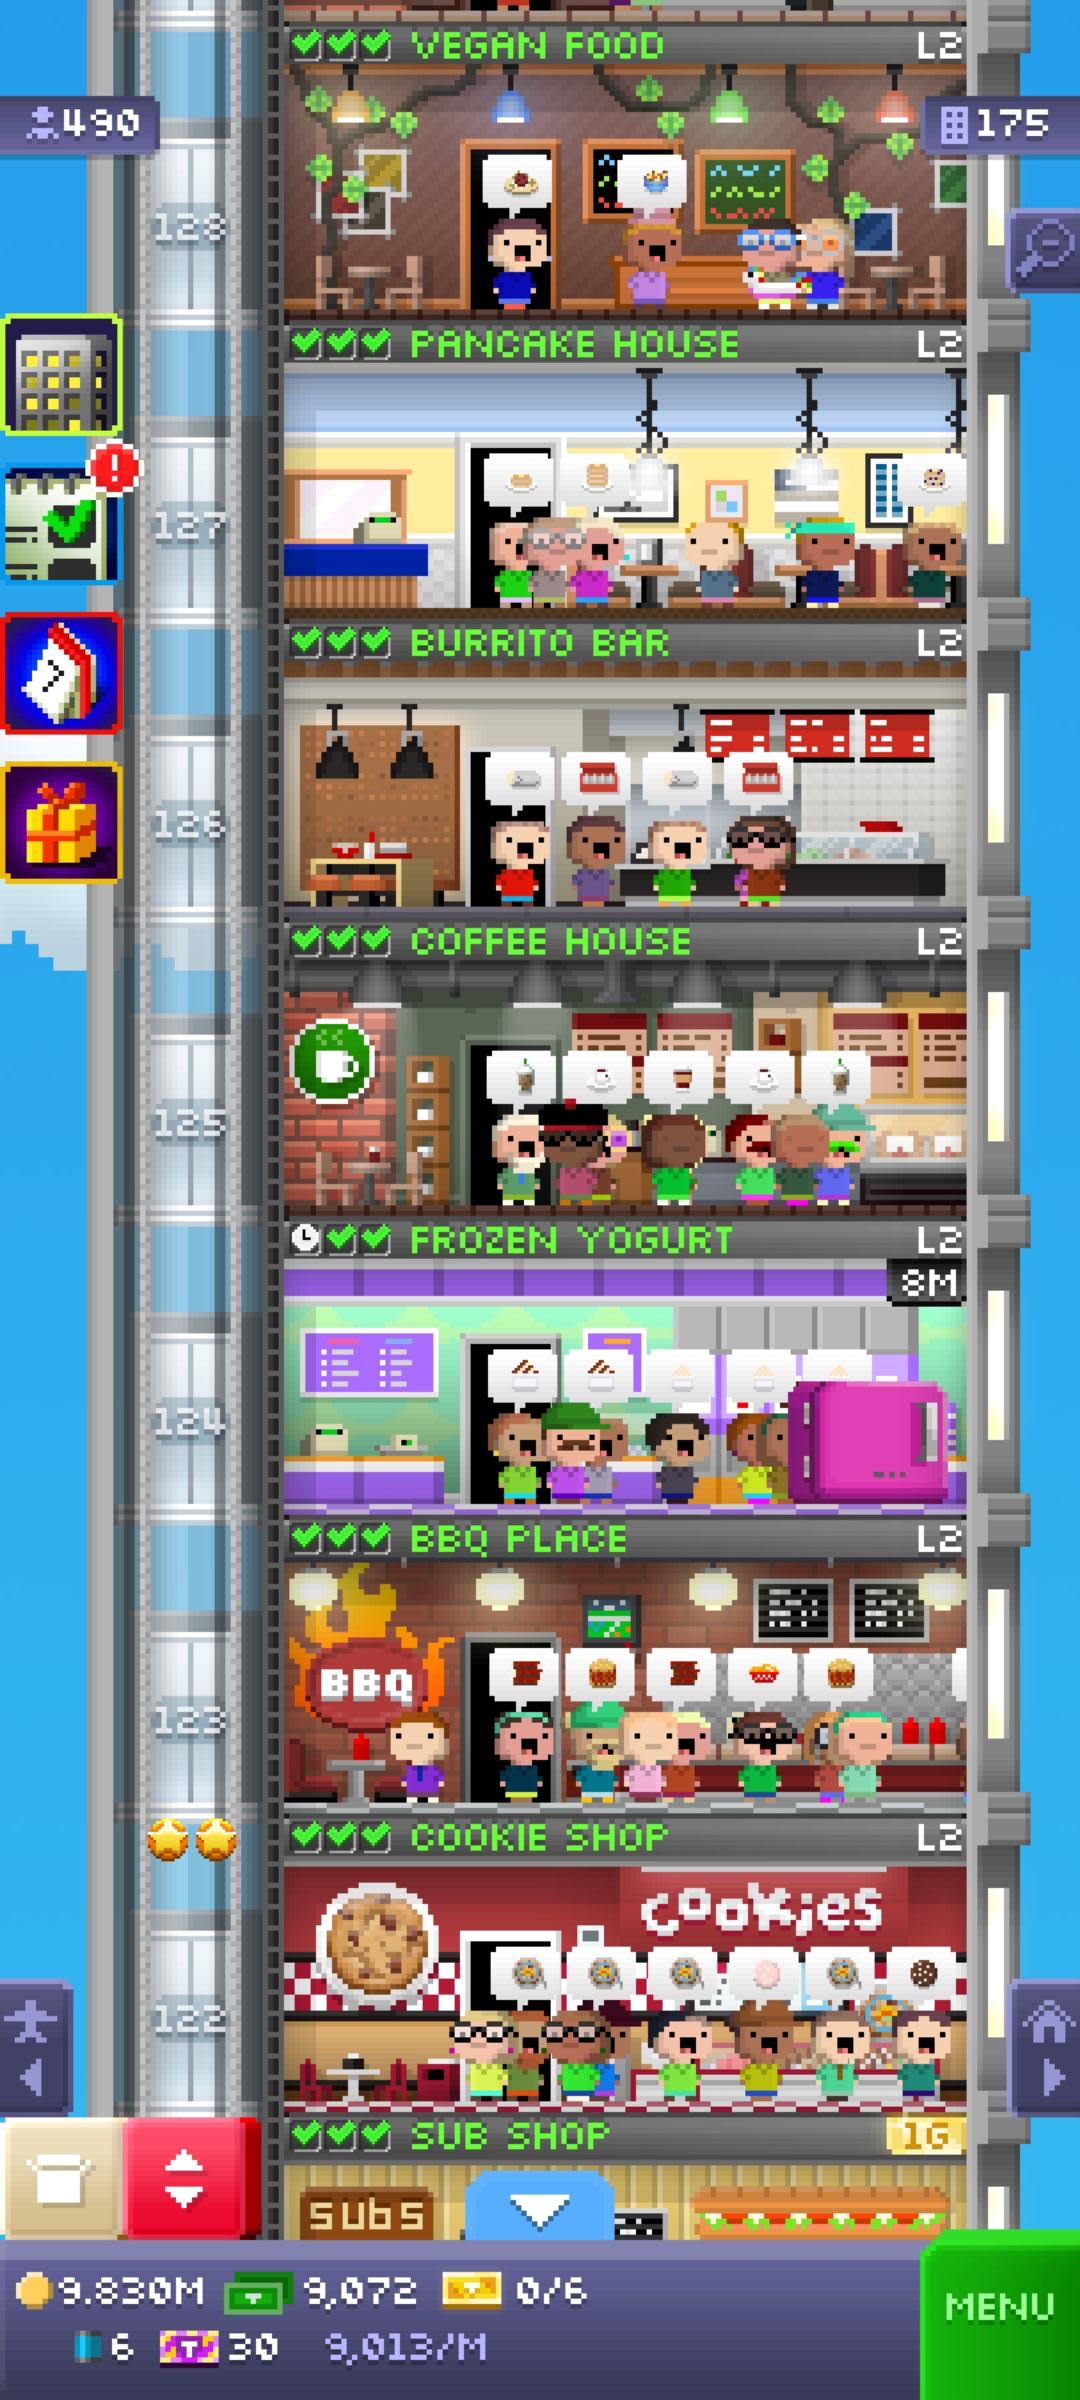 VEGAN FOOD L2
490
175
128
PANCAKE HOUSE L2
127
BURRITO BAR L2
126
COFFEE HOUSE L2
125
FROZEN YOGURT L2
8M
124
BBQ PLACE L2
BBQ
123
COOKIE SHOP L2
cookies
122
SUB SHOP 1G
SUBS
9.830M 9,072 0/6
MENU
6 T 30 9,013/M